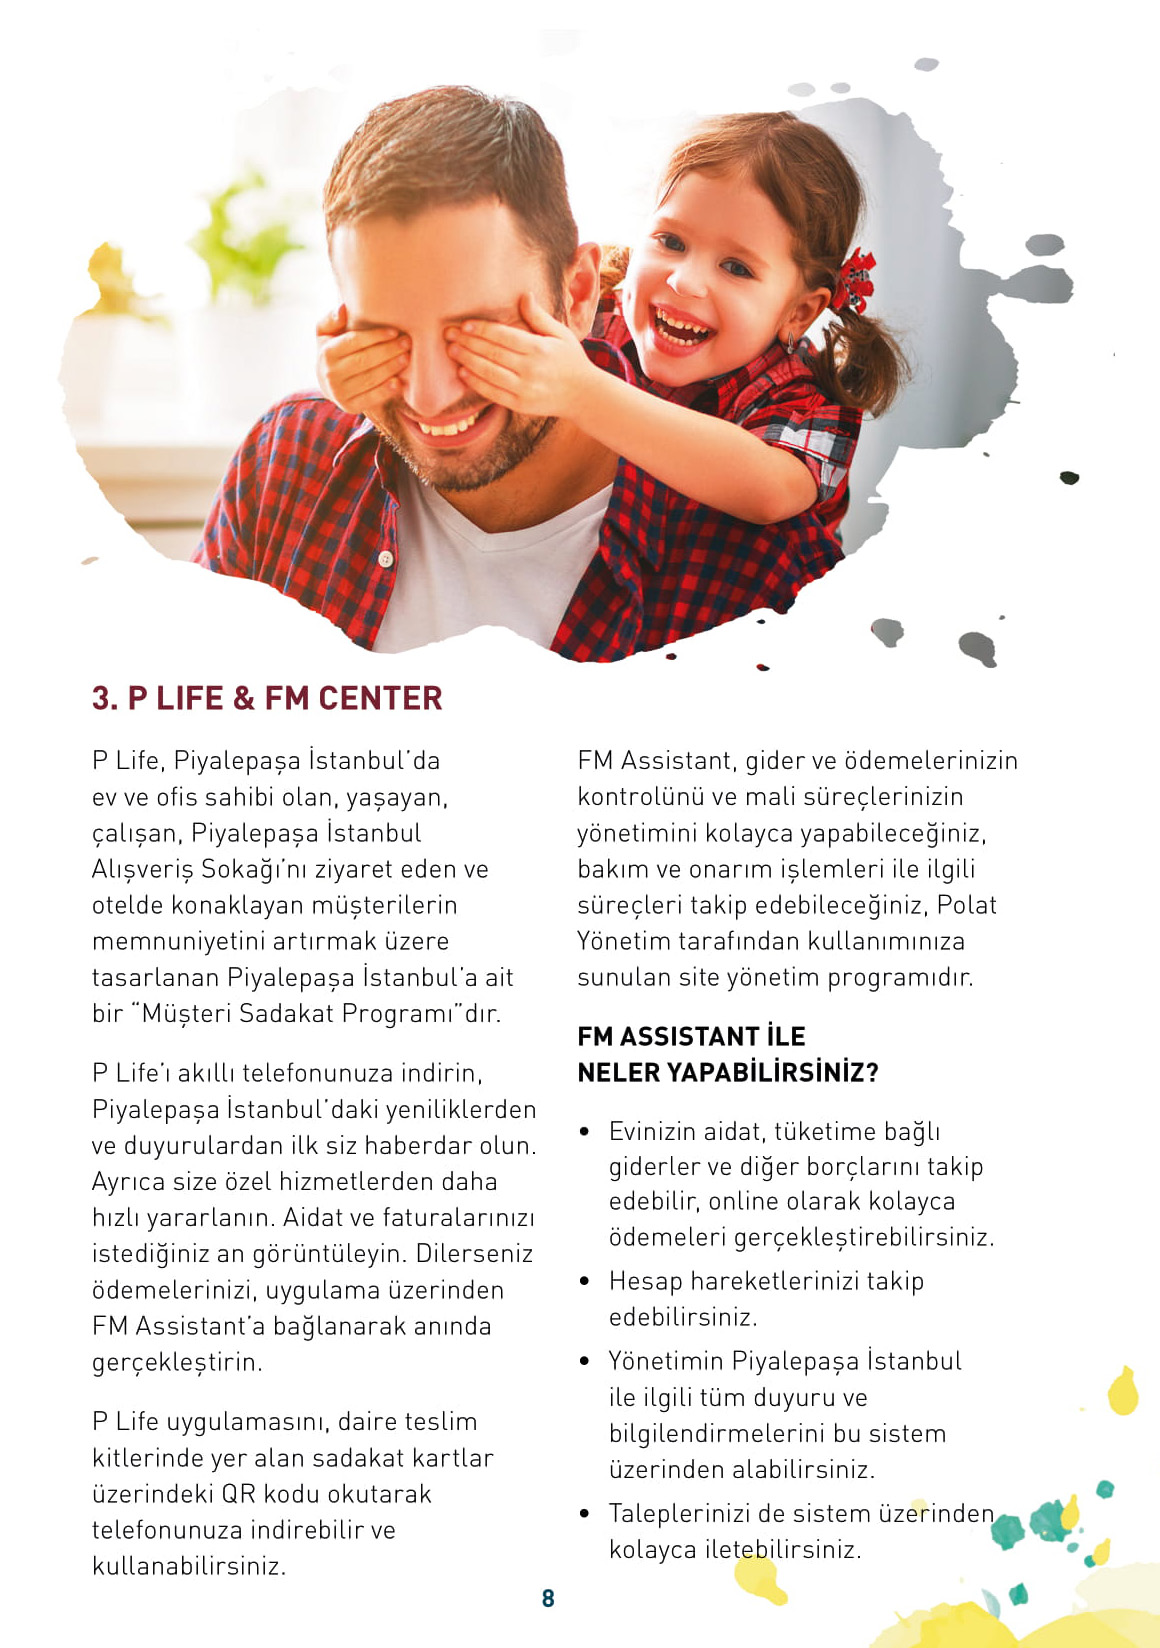 3. P LIFE & FM CENTER
P Life, Piyalepaşa İstanbul’da
ev ve ofis sahibi olan, yaşayan,
çalışan, Piyalepaşa İstanbul
Alışveriş Sokağı’nı ziyaret eden ve
otelde konaklayan müşterilerin
memnuniyetini artırmak üzere
tasarlanan Piyalepaşa İstanbul’a ait
bir “Müşteri Sadakat Programı”dır.
P Life’ı akıllı telefonunuza indirin,
Piyalepaşa İstanbul’daki yeniliklerden
ve duyurulardan ilk siz haberdar olun.
Ayrıca size özel hizmetlerden daha
hızlı yararlanın. Aidat ve faturalarınızı
istediğiniz an görüntüleyin. Dilerseniz
ödemelerinizi, uygulama üzerinden
FM Assistant’a bağlanarak anında
gerçekleştirin.
P Life uygulamasını, daire teslim
kitlerinde yer alan sadakat kartlar
üzerindeki QR kodu okutarak
telefonunuza indirebilir ve
kullanabilirsiniz.
FM Assistant, gider ve ödemelerinizin
kontrolünü ve mali süreçlerinizin
yönetimini kolayca yapabileceğiniz,
bakım ve onarım işlemleri ile ilgili
süreçleri takip edebileceğiniz, Polat
Yönetim tarafından kullanımınıza
sunulan site yönetim programıdır.
FM ASSISTANT İLE
NELER YAPABİLİRSİNİZ?
• Evinizin aidat, tüketime bağlı
giderler ve diğer borçlarını takip
edebilir, online olarak kolayca
ödemeleri gerçekleştirebilirsiniz.
• Hesap hareketlerinizi takip
edebilirsiniz.
• Yönetimin Piyalepaşa İstanbul
ile ilgili tüm duyuru ve
bilgilendirmelerini bu sistem
üzerinden alabilirsiniz.
• Taleplerinizi de sistem üzerinden
kolayca iletebilirsiniz.
8